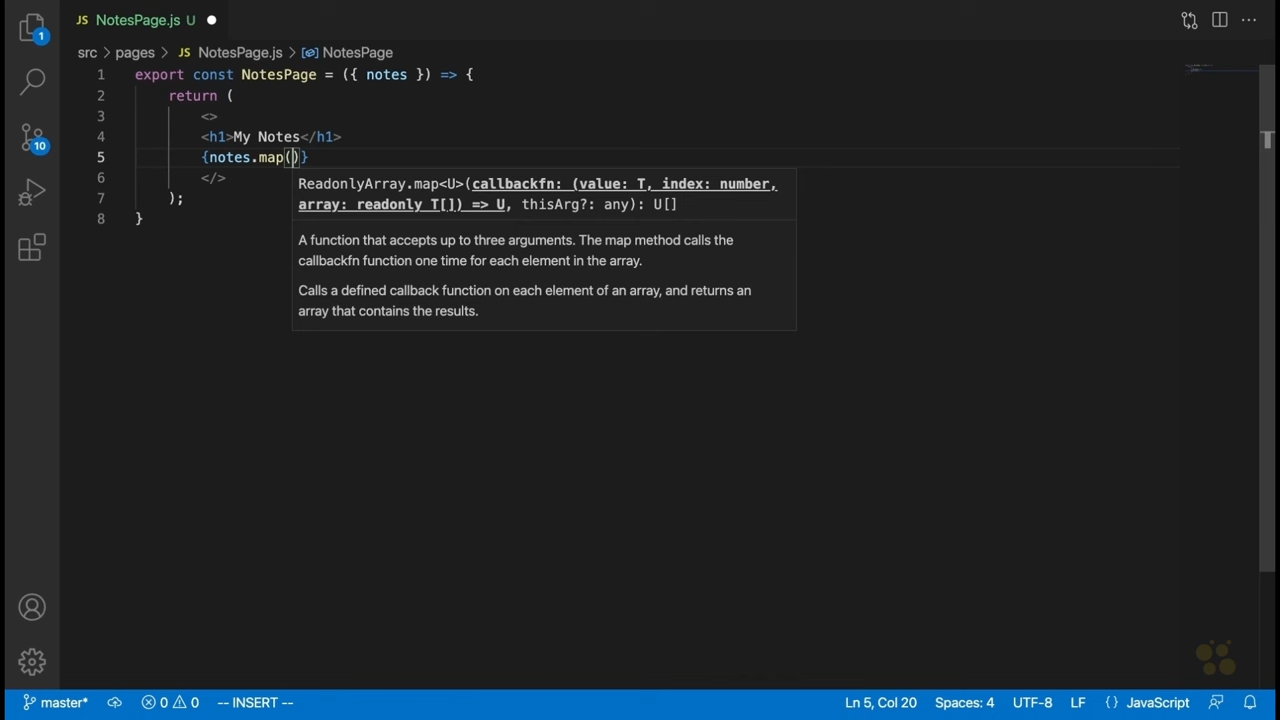 1
JS NotesPage.js U
src > pages > JS NotesPage.js > NotesPage
1 export const NotesPage = ({ notes }) => {
2 return (
3 <>
4 <h1>My Notes</h1>
10
5 {notes.map()}
6 </>
7 );
8 }
ReadonlyArray.map<U>(callbackfn: (value: T, index: number,
array: readonly T[]) => U, thisArg?: any): U[]
A function that accepts up to three arguments. The map method calls the
callbackfn function one time for each element in the array.
Calls a defined callback function on each element of an array, and returns an
array that contains the results.
master* 0 0 -- INSERT -- Ln 5, Col 20 Spaces: 4 UTF-8 LF {} JavaScript